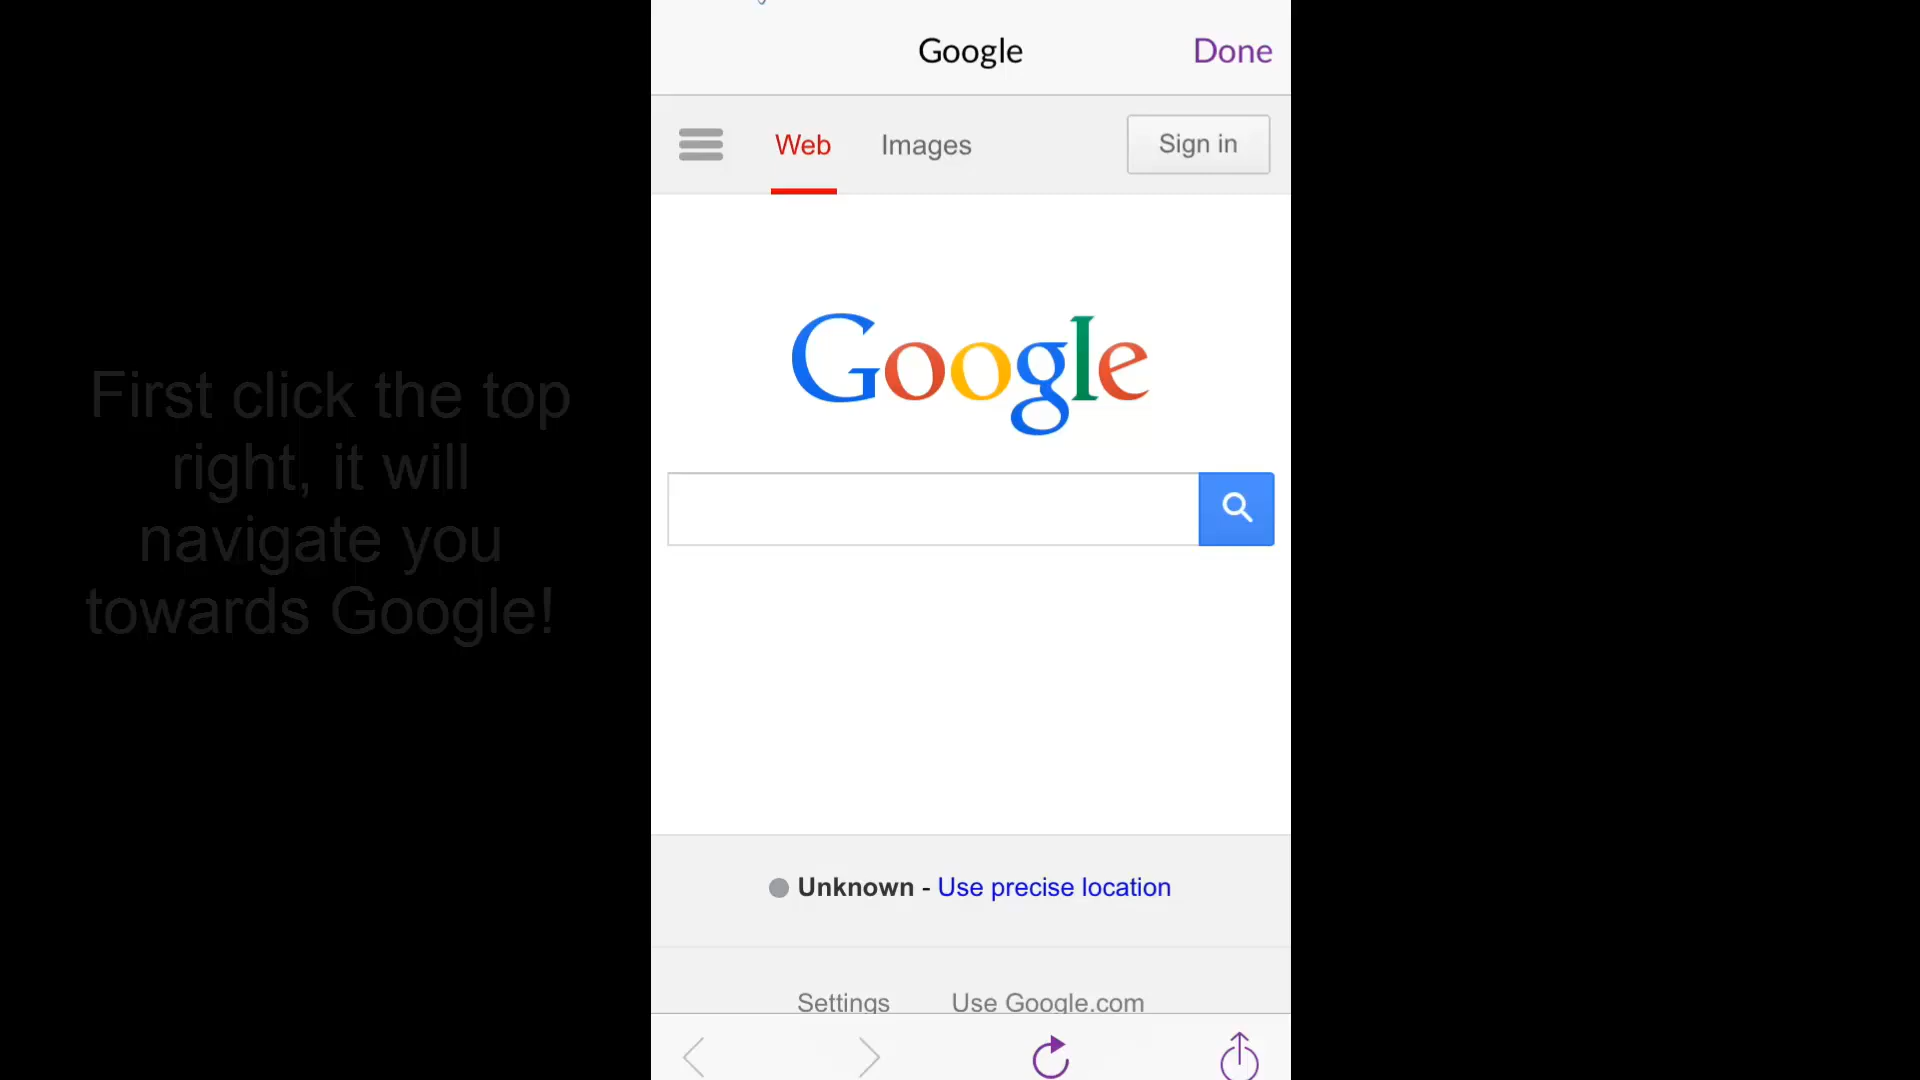 First click the top
right, it will
navigate you
towards Google!
Google
Done
Web
Images
Sign in
Google
Unknown - Use precise location
Settings
Use Google.com